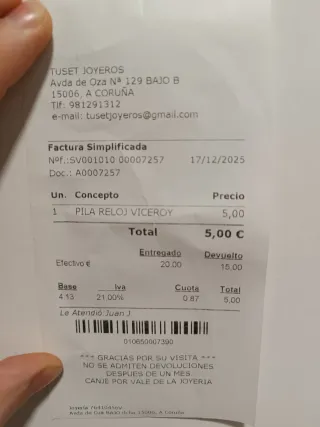 TUSET JOYEROS
Avda de Oza Nª 129 BAJO B
15006, A CORUÑA
Tlf: 981291312
e-mail: tusetjoyeros@gmail.com
Factura Simplificada
Nºf.:SV001010 00007257 17/12/2025
Doc.: A0007257
Un. Concepto Precio
1 PILA RELOJ VICEROY 5,00
Total 5,00 €
Entregado Devuelto
Efectivo € 20.00 15.00
Base Iva Cuota Total
4.13 21.00% 0.87 5.00
Le Atendió:Juan J.
010650007390
*** GRACIAS POR SU VISITA ***
NO SE ADMITEN DEVOLUCIONES
DESPUES DE UN MES.
CANJE POR VALE DE LA JOYERIA
15006, A Coruña